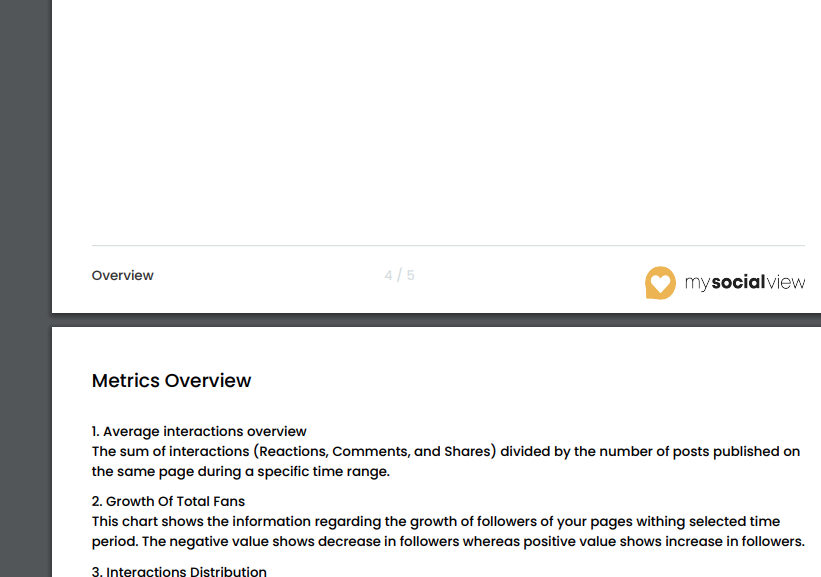 Overview
4 / 5
mysocialview
Metrics Overview
1. Average interactions overview
The sum of interactions (Reactions, Comments, and Shares) divided by the number of posts published on
the same page during a specific time range.
2. Growth Of Total Fans
This chart shows the information regarding the growth of followers of your pages withing selected time
period. The negative value shows decrease in followers whereas positive value shows increase in followers.
3. Interactions Distribution